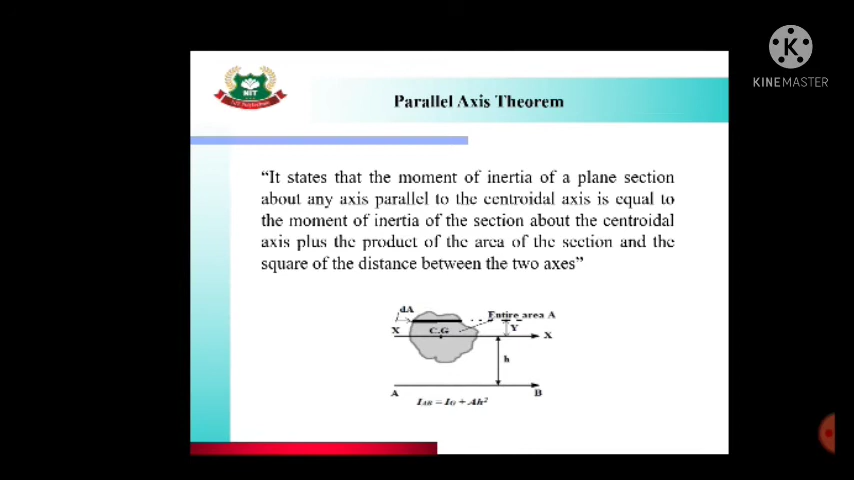 KINEMASTER
K
NIT
Parallel Axis Theorem
“It states that the moment of inertia of a plane section
about any axis parallel to the centroidal axis is equal to
the moment of inertia of the section about the centroidal
axis plus the product of the area of the section and the
square of the distance between the two axes”
dA
Entire area A
X
C.G
Y
X
h
A
B
IAB = IG + Ah²